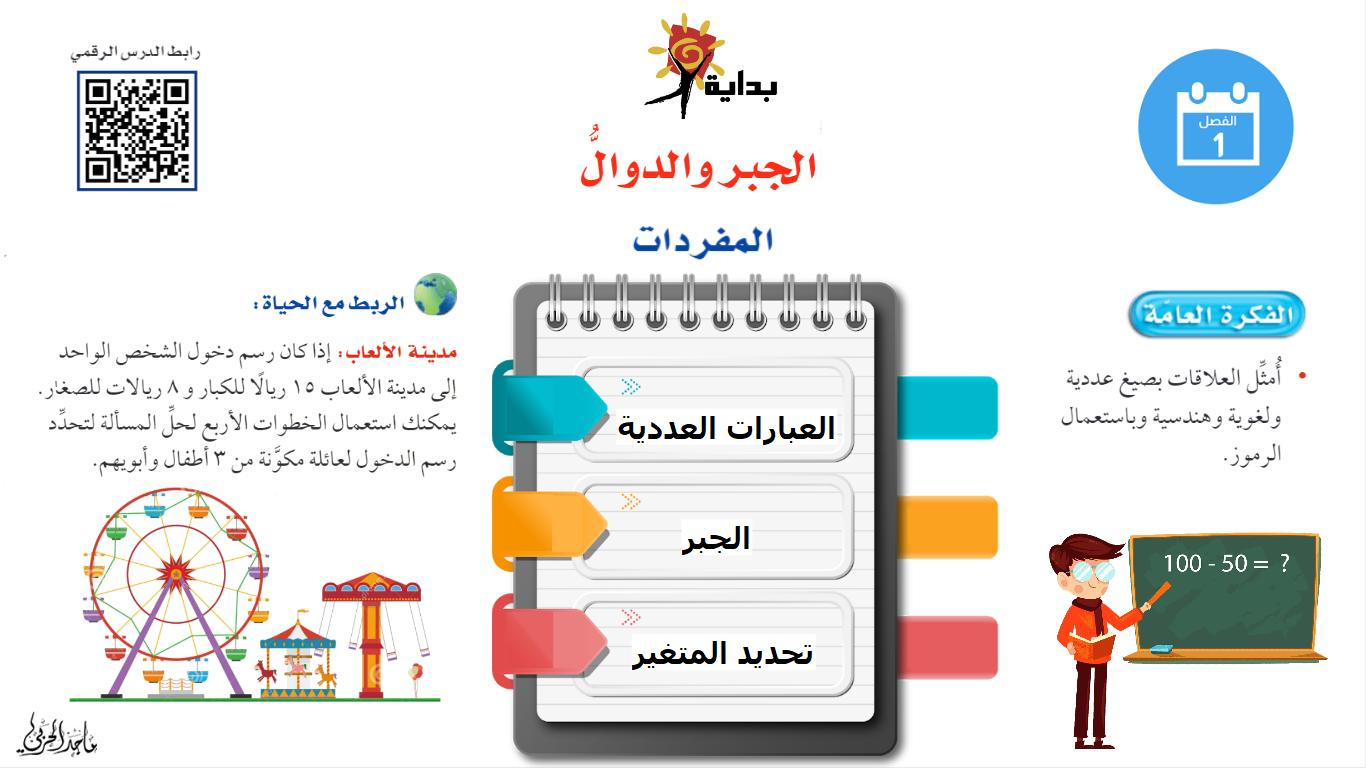 رابط الدرس الرقمي
بداية
الفصل
1
الجبر والدوالُّ
المفردات
الفكرة العامّة
• أُمثِّل العلاقات بصيغ عددية
ولغوية وهندسية وباستعمال
الرموز.
العبارات العددية
الجبر
تحديد المتغير
الربط مع الحياة:
مدينة الألعاب: إذا كان رسم دخول الشخص الواحد
إلى مدينة الألعاب ١٥ ريالًا للكبار و ٨ ريالات للصغار.
يمكنك استعمال الخطوات الأربع لحلِّ المسألة لتحدِّد
رسم الدخول لعائلة مكوَّنة من ٣ أطفال وأبويهم.
100 - 50 = ?
ماجد الحربي